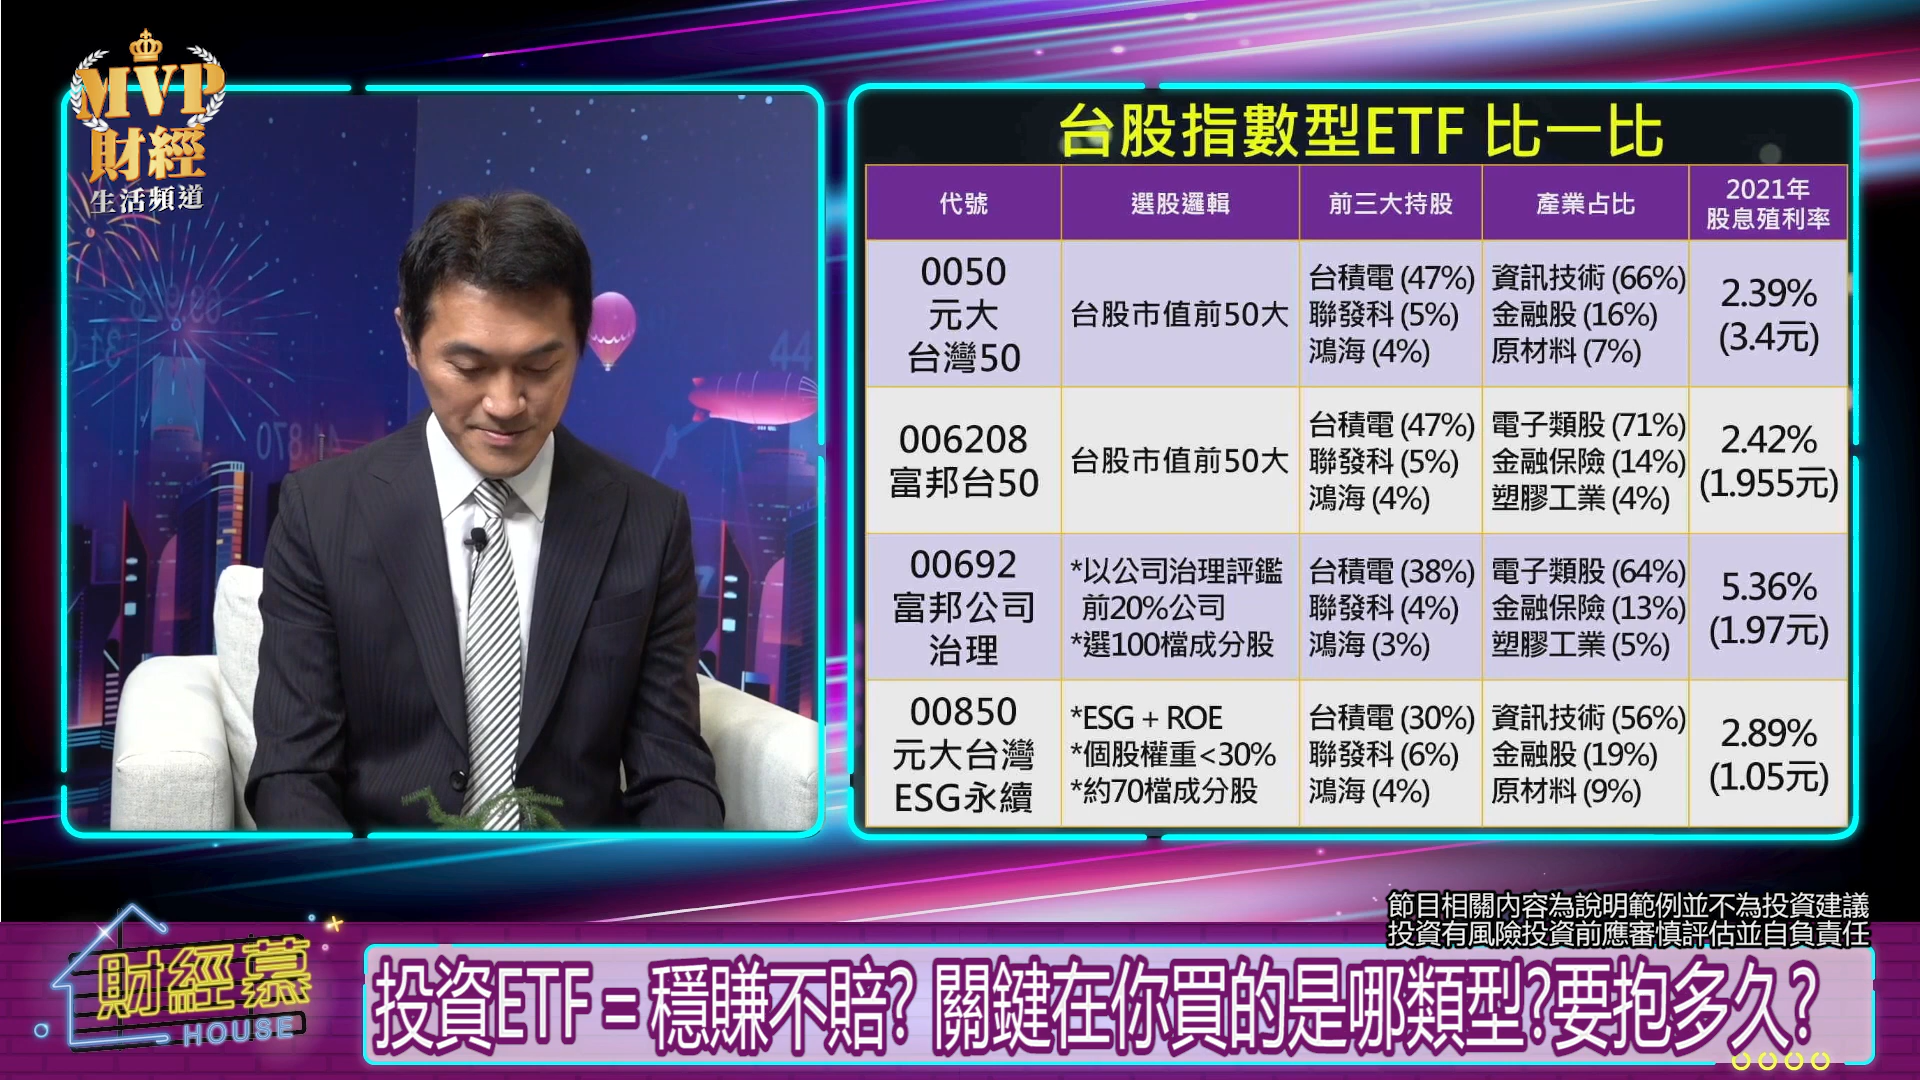 MVP
財經
生活頻道
台股指數型ETF 比一比
代號
選股邏輯
前三大持股
產業占比
2021年
股息殖利率
0050
元大
台灣50
台股市值前50大
台積電 (47%)
聯發科 (5%)
鴻海 (4%)
資訊技術 (66%)
金融股 (16%)
原材料 (7%)
2.39%
(3.4元)
006208
富邦台50
台股市值前50大
台積電 (47%)
聯發科 (5%)
鴻海 (4%)
電子類股 (71%)
金融保險 (14%)
塑膠工業 (4%)
2.42%
(1.955元)
00692
富邦公司
治理
*以公司治理評鑑
前20%公司
*選100檔成分股
台積電 (38%)
聯發科 (4%)
鴻海 (3%)
電子類股 (64%)
金融保險 (13%)
塑膠工業 (5%)
5.36%
(1.97元)
00850
元大台灣
ESG永續
*ESG + ROE
*個股權重<30%
*約70檔成分股
台積電 (30%)
聯發科 (6%)
鴻海 (4%)
資訊技術 (56%)
金融股 (19%)
原材料 (9%)
2.89%
(1.05元)
節目相關內容為說明範例並不為投資建議
投資有風險投資前應審慎評估並自負責任
財經慕
HOUSE
投資ETF=穩賺不賠? 關鍵在你買的是哪類型?要抱多久?